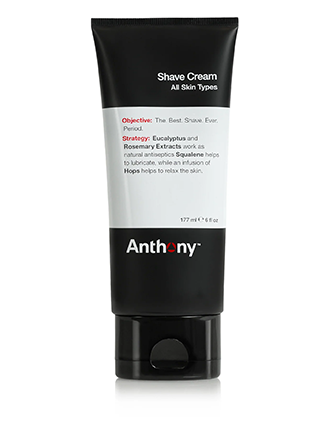 Shave Cream
All Skin Types
Objective: The. Best. Shave. Ever.
Period.
Strategy: Eucalyptus and
Rosemary Extracts work as
natural antiseptics Squalene helps
to lubricate, while an infusion of
Hops helps to relax the skin.
177 ml ℮ 6 fl oz
Anthony™